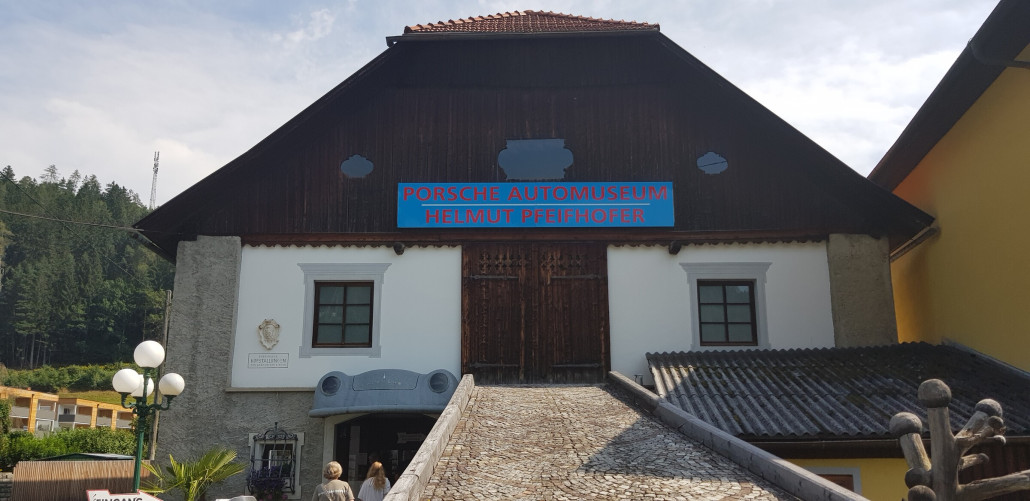 PORSCHE AUTOMUSEUM
HELMUT PFEIFHOFER